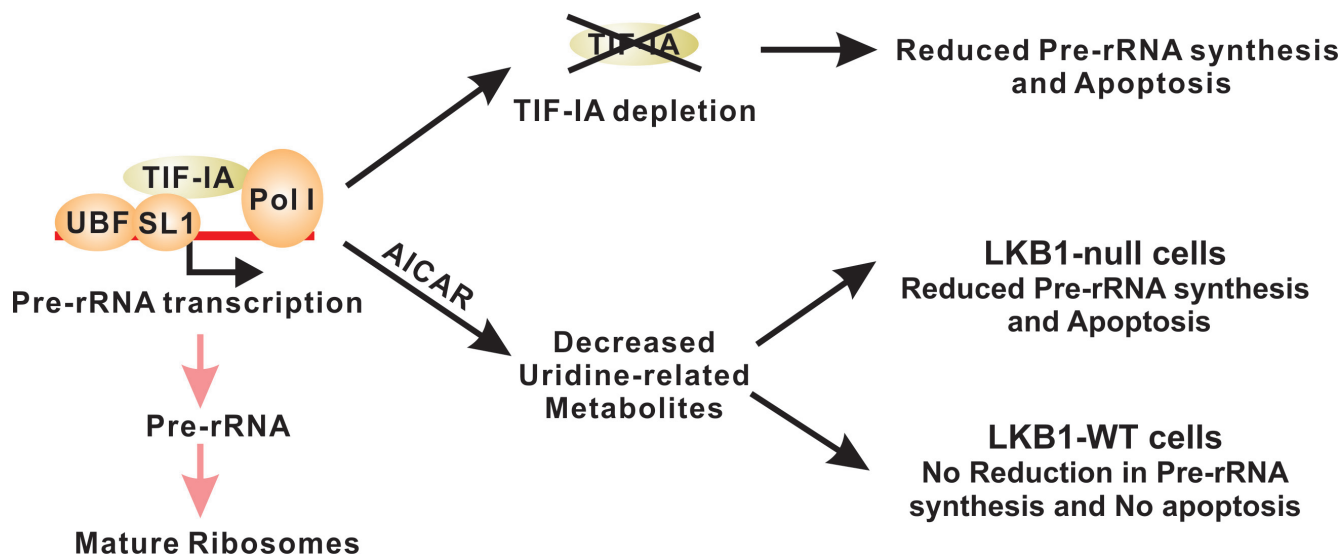 TIF-IA
TIF-IA depletion
Reduced Pre-rRNA synthesis
and Apoptosis
TIF-IA
Pol I
UBF
SL1
Pre-rRNA transcription
Pre-rRNA
Mature Ribosomes
AICAR
Decreased
Uridine-related
Metabolites
LKB1-null cells
Reduced Pre-rRNA synthesis
and Apoptosis
LKB1-WT cells
No Reduction in Pre-rRNA
synthesis and No apoptosis